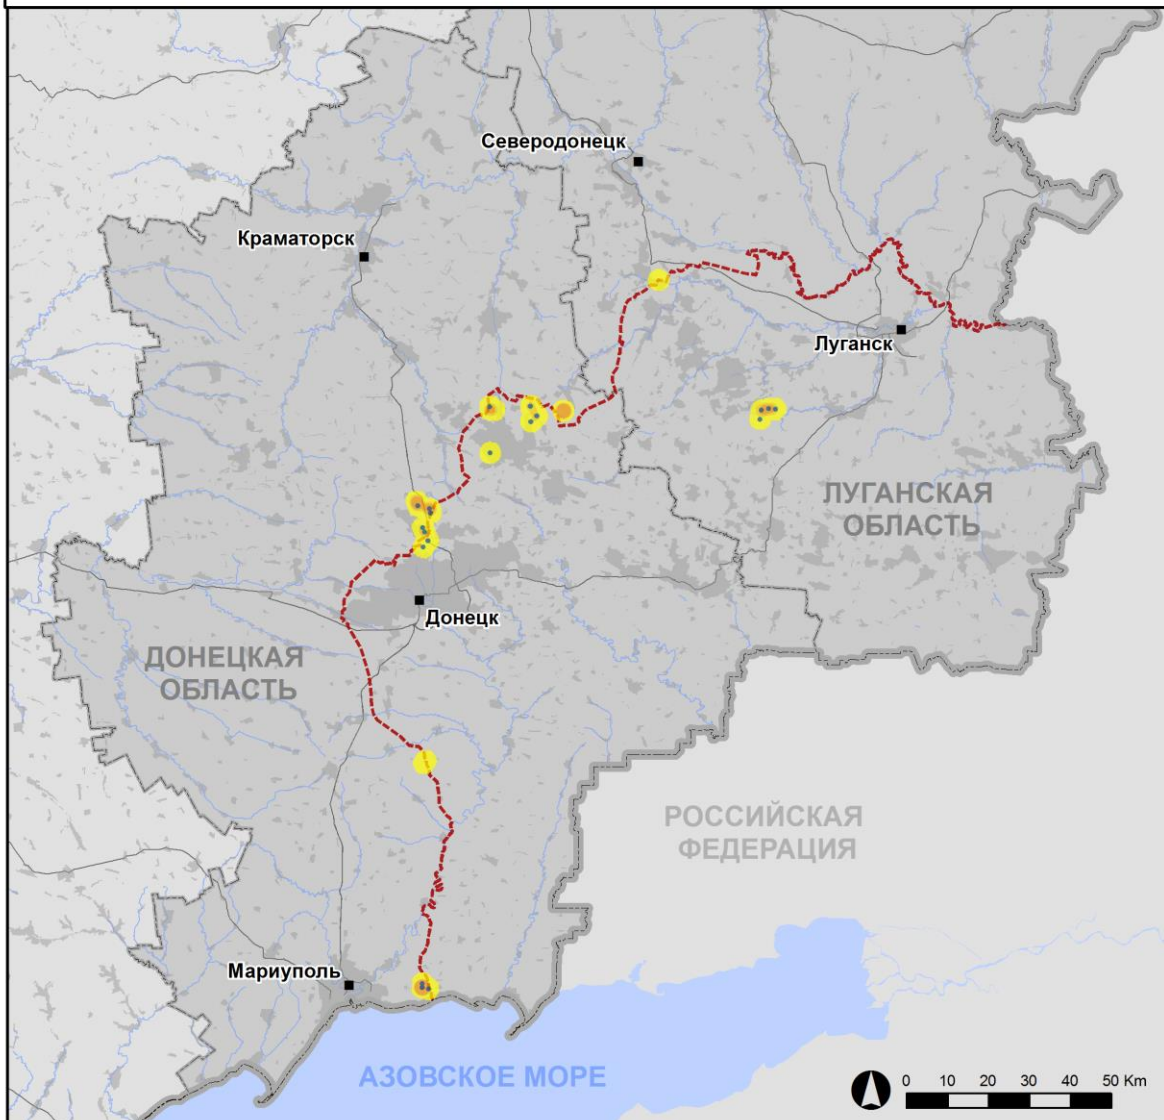 Северодонецк
Краматорск
Луганск
ЛУГАНСКАЯ
ОБЛАСТЬ
Донецк
ДОНЕЦКАЯ
ОБЛАСТЬ
РОССИЙСКАЯ
ФЕДЕРАЦИЯ
Мариуполь
АЗОВСКОЕ МОРЕ
0 10 20 30 40 50 Km